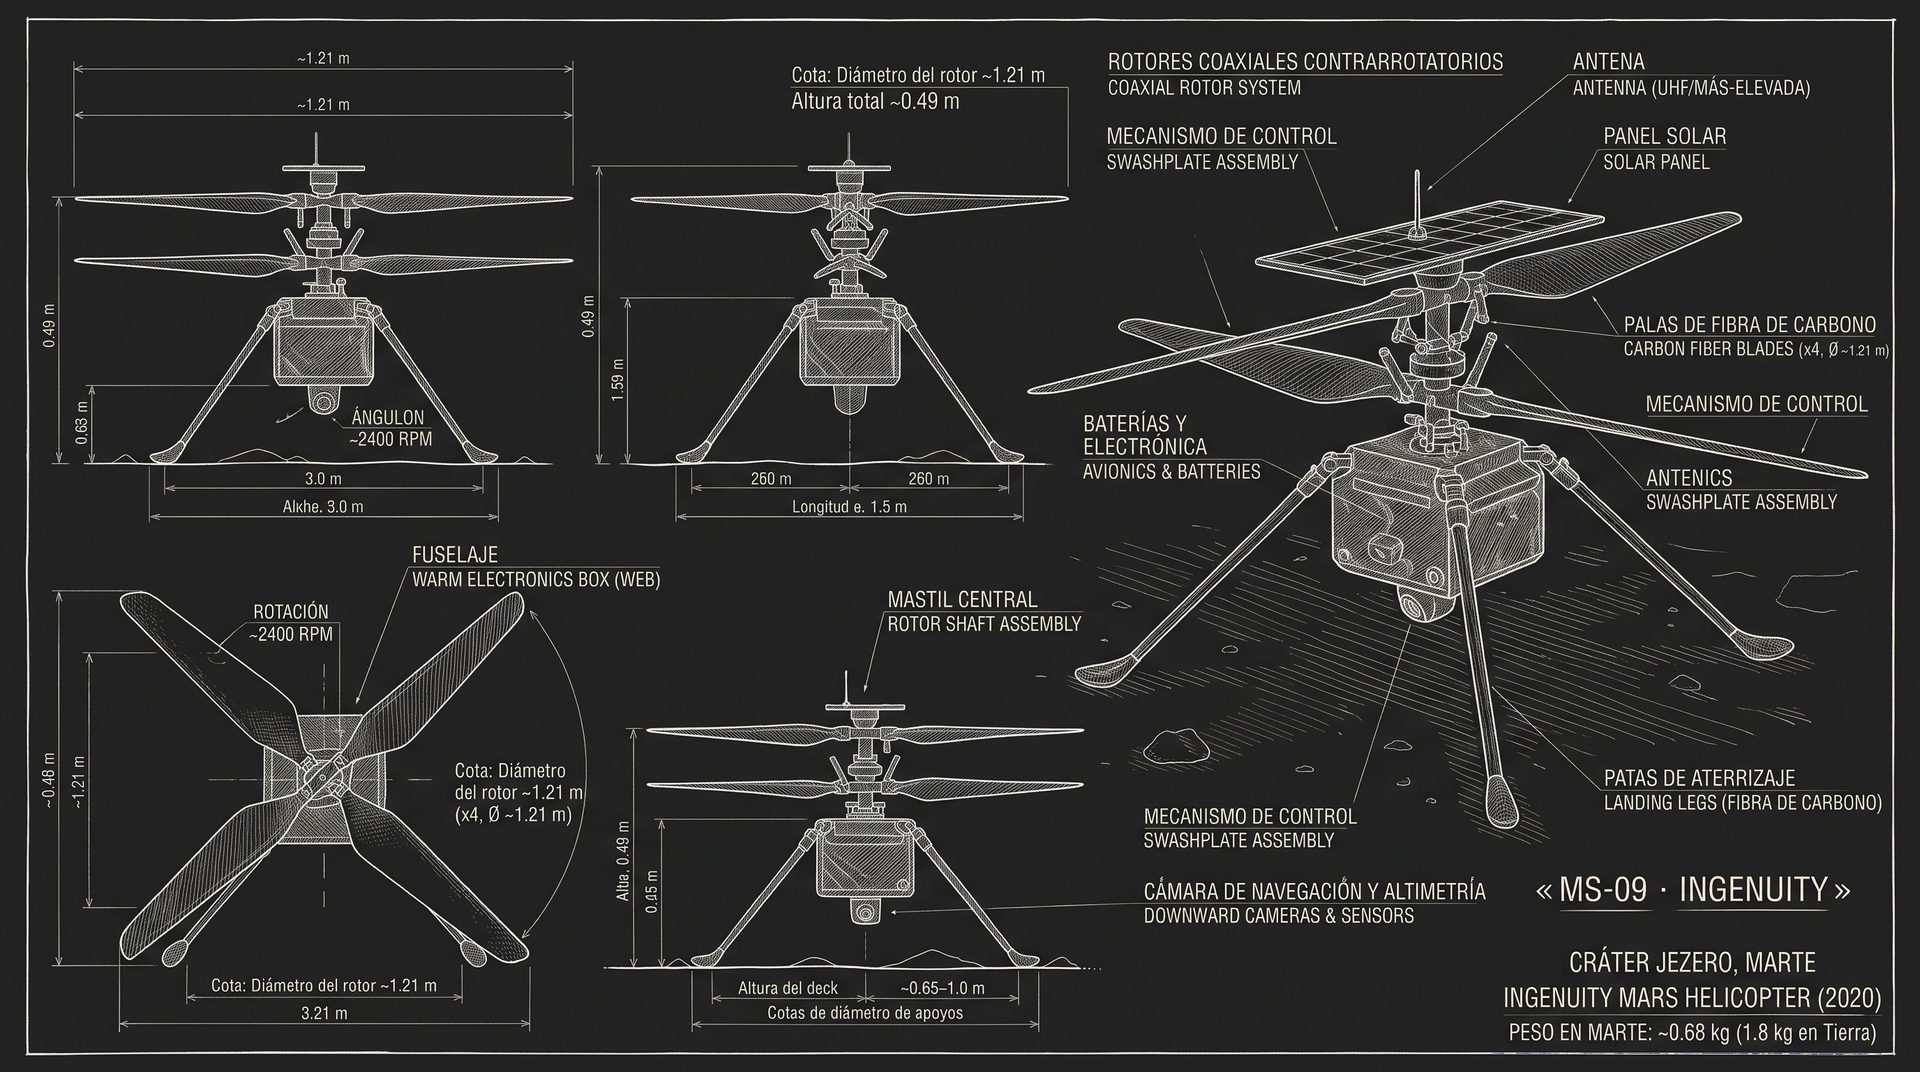 ~1.21 m
~1.21 m
0.49 m
0.63 m
ÁNGULON
~2400 RPM
3.0 m
Alкhe. 3.0 m
Cota: Diámetro del rotor ~1.21 m
Altura total ~0.49 m
0.49 m
1.59 m
260 m
260 m
Longitud e. 1.5 m
ROTORES COAXIALES CONTRARROTATORIOS
COAXIAL ROTOR SYSTEM
ANTENA
ANTENNA (UHF/MÁS-ELEVADA)
MECANISMO DE CONTROL
SWASHPLATE ASSEMBLY
PANEL SOLAR
SOLAR PANEL
PALAS DE FIBRA DE CARBONO
CARBON FIBER BLADES (x4, Ø ~1.21 m)
MECANISMO DE CONTROL
BATERÍAS Y
ELECTRÓNICA
AVIONICS & BATTERIES
ANTENICS
SWASHPLATE ASSEMBLY
FUSELAJE
WARM ELECTRONICS BOX (WEB)
ROTACIÓN
~2400 RPM
~0.48 m
~1.21 m
Cota: Diámetro
del rotor ~1.21 m
(x4, Ø ~1.21 m)
Cota: Diámetro del rotor ~1.21 m
3.21 m
MASTIL CENTRAL
ROTOR SHAFT ASSEMBLY
Altıa. 0.49 m
Altura del deck
~0.65–1.0 m
Cotas de diámetro de apoyos
MECANISMO DE CONTROL
SWASHPLATE ASSEMBLY
CÁMARA DE NAVEGACIÓN Y ALTIMETRÍA
DOWNWARD CAMERAS & SENSORS
PATAS DE ATERRIZAJE
LANDING LEGS (FIBRA DE CARBONO)
« MS-09 · INGENUITY »
CRÁTER JEZERO, MARTE
INGENUITY MARS HELICOPTER (2020)
PESO EN MARTE: ~0.68 kg (1.8 kg en Tierra)